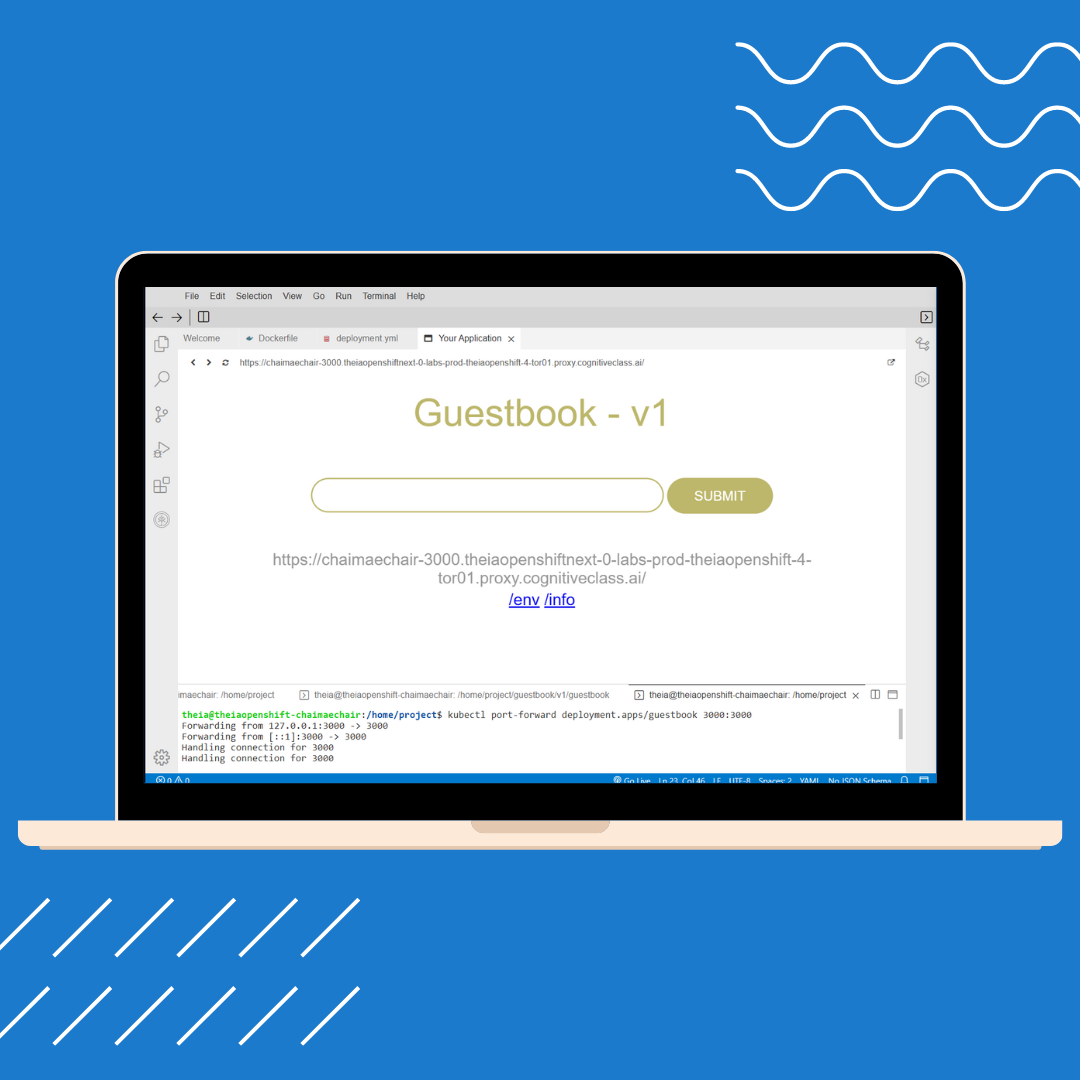 File Edit Selection View Go Run Terminal Help
Welcome Dockerfile deployment.yml Your Application
https://chaimaechair-3000.theiaopenshiftnext-0-labs-prod-theiaopenshift-4-tor01.proxy.cognitiveclass.ai/
Guestbook - v1
SUBMIT
https://chaimaechair-3000.theiaopenshiftnext-0-labs-prod-theiaopenshift-4-
tor01.proxy.cognitiveclass.ai/
/env /info
imaechair: /home/project theia@theiaopenshift-chaimaechair: /home/project/guestbook/v1/guestbook theia@theiaopenshift-chaimaechair: /home/project
theia@theiaopenshift-chaimaechair:/home/project$ kubectl port-forward deployment.apps/guestbook 3000:3000
Forwarding from 127.0.0.1:3000 -> 3000
Forwarding from [::1]:3000 -> 3000
Handling connection for 3000
Handling connection for 3000
0 0 Go Live Ln 23, Col 46 LF UTF-8 Spaces: 2 YAML No JSON Schema